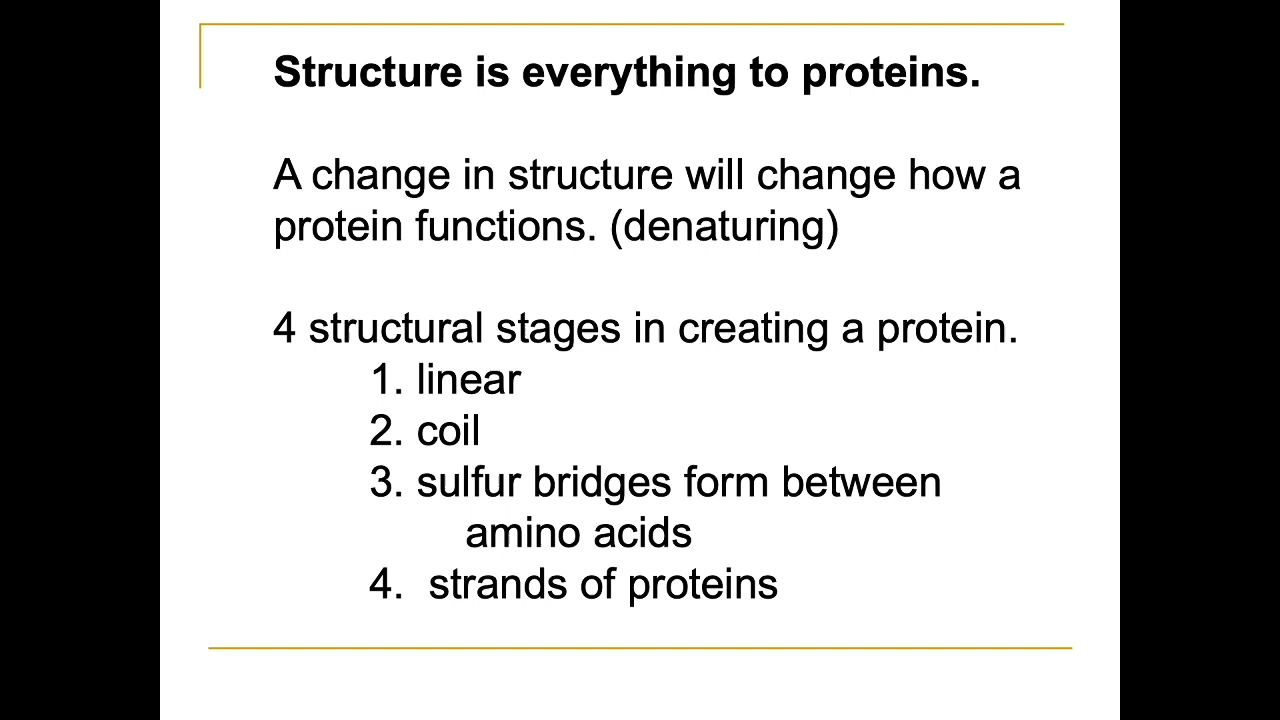 Structure is everything to proteins.
A change in structure will change how a
protein functions. (denaturing)
4 structural stages in creating a protein.
1. linear
2. coil
3. sulfur bridges form between
amino acids
4. strands of proteins